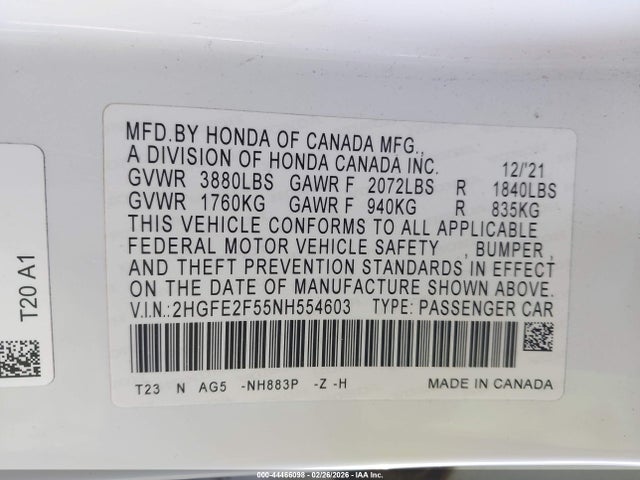 MFD.BY HONDA OF CANADA MFG.,
A DIVISION OF HONDA CANADA INC. 12/'21
GVWR 3880LBS GAWR F 2072LBS R 1840LBS
GVWR 1760KG GAWR F 940KG R 835KG
THIS VEHICLE CONFORMS TO ALL APPLICABLE
FEDERAL MOTOR VEHICLE SAFETY , BUMPER ,
AND THEFT PREVENTION STANDARDS IN EFFECT
ON THE DATE OF MANUFACTURE SHOWN ABOVE.
V.I.N.:2HGFE2F55NH554603 TYPE: PASSENGER CAR
T23 N AG5 -NH883P -Z -H MADE IN CANADA
T20 A1
000-44466098 - 02/26/2026 - IAA Inc.